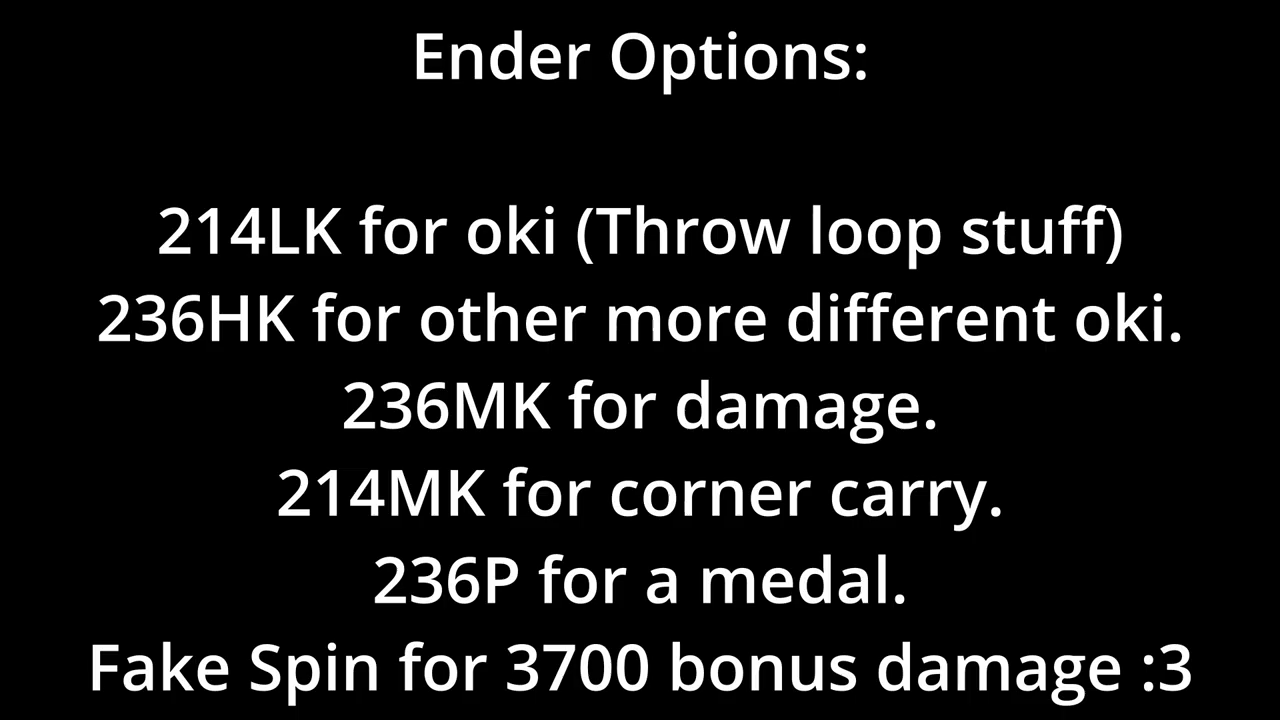 Ender Options:
214LK for oki (Throw loop stuff)
236HK for other more different oki.
236MK for damage.
214MK for corner carry.
236P for a medal.
Fake Spin for 3700 bonus damage :3